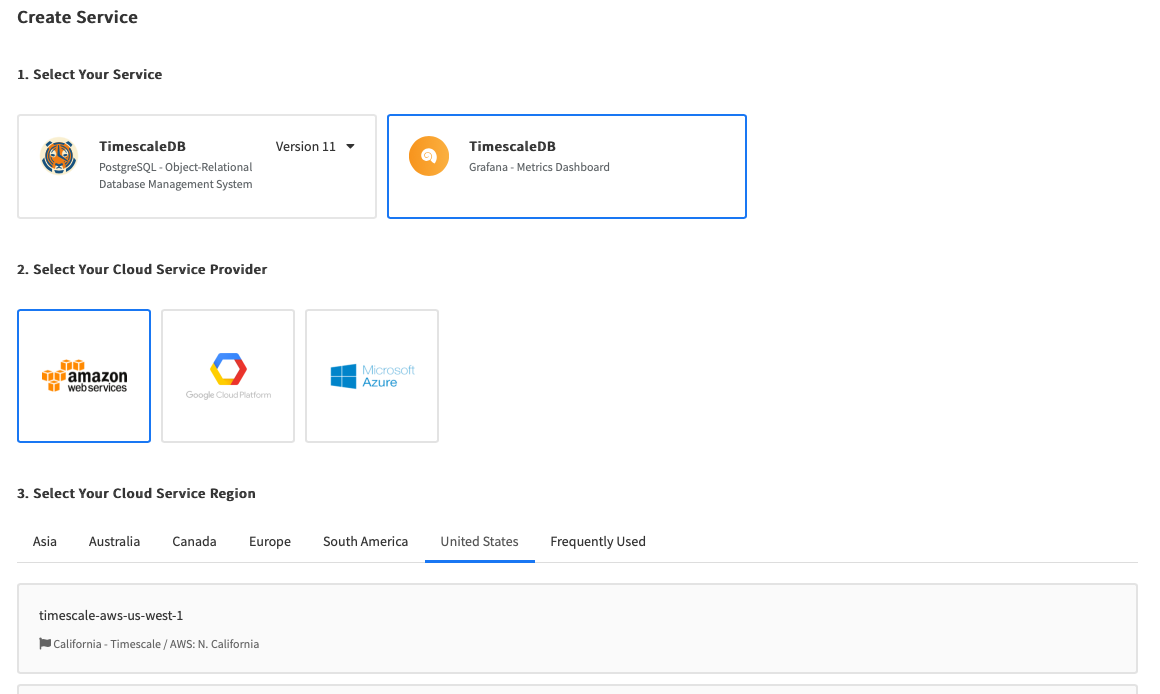 Create Service
1. Select Your Service
TimescaleDB
Version 11
PostgreSQL - Object-Relational
Database Management System
TimescaleDB
Grafana - Metrics Dashboard
2. Select Your Cloud Service Provider
amazon
web services
Google Cloud Platform
Microsoft
Azure
3. Select Your Cloud Service Region
Asia Australia Canada Europe South America United States Frequently Used
timescale-aws-us-west-1
California - Timescale / AWS: N. California